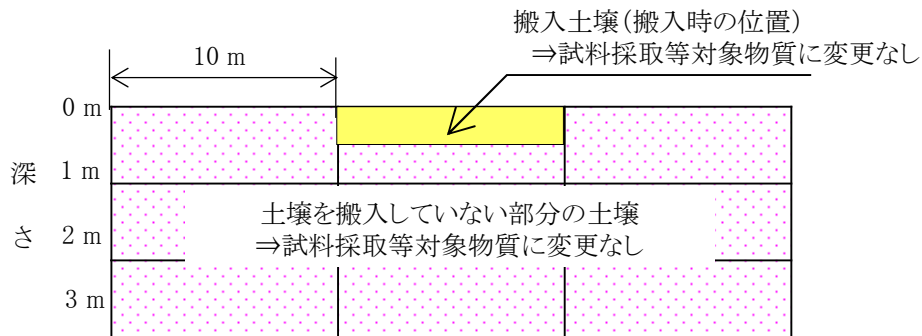 搬入土壌（搬入時の位置）
⇒試料採取等対象物質に変更なし
10 m
0 m
深 1 m
土壌を搬入していない部分の土壌
さ 2 m
⇒試料採取等対象物質に変更なし
3 m